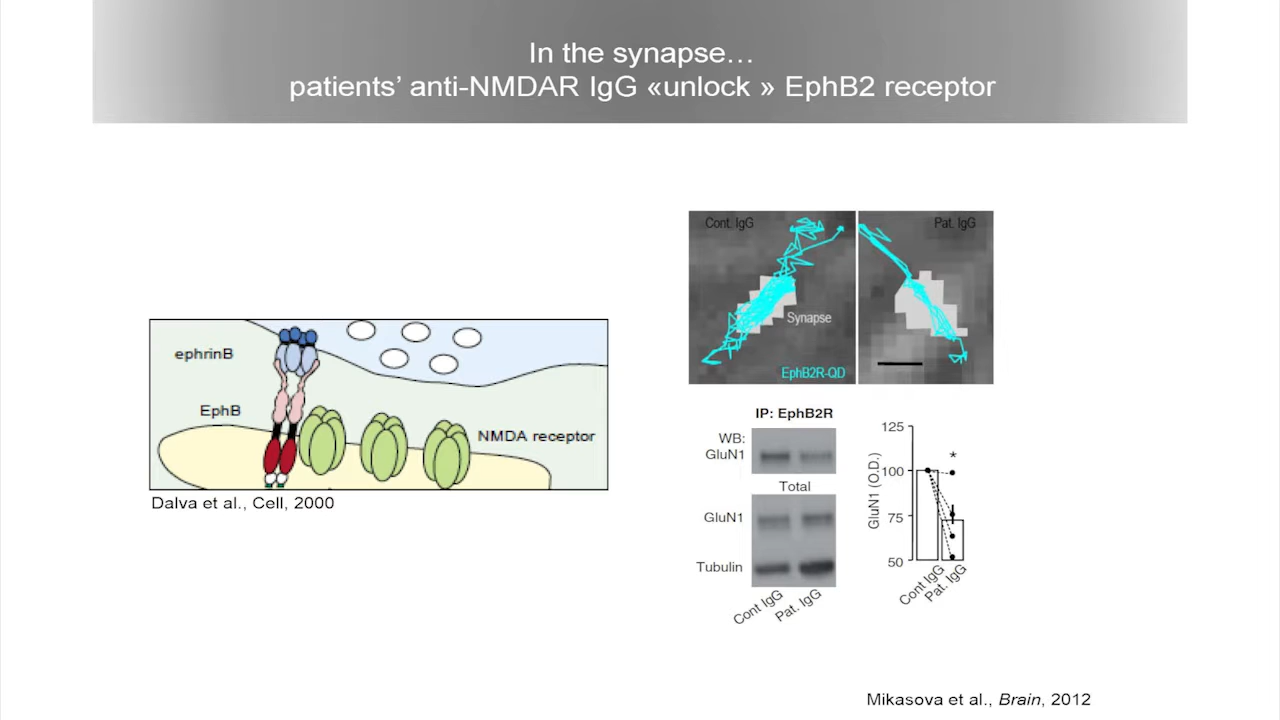 In the synapse…
patients’ anti-NMDAR IgG «unlock » EphB2 receptor
ephrinB
EphB
NMDA receptor
Dalva et al., Cell, 2000
Cont. IgG
Pat. IgG
Synapse
EphB2R-QD
IP: EphB2R
WB:
GluN1
Total
GluN1
Tubulin
Cont IgG
Pat. IgG
125
100
75
50
GluN1 (O.D.)
*
Cont IgG
Pat. IgG
Mikasova et al., Brain, 2012